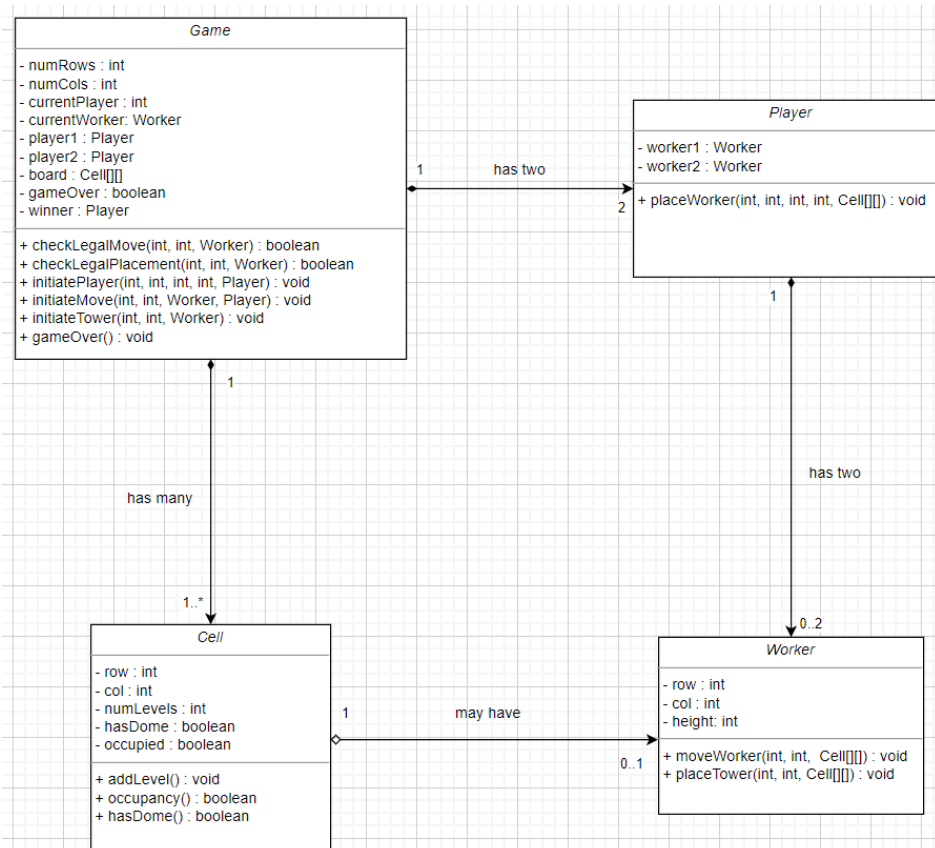 Game
- numRows : int
- numCols : int
- currentPlayer : int
- currentWorker: Worker
- player1 : Player
- player2 : Player
- board : Cell[][]
- gameOver : boolean
- winner : Player
+ checkLegalMove(int, int, Worker) : boolean
+ checkLegalPlacement(int, int, Worker) : boolean
+ initiatePlayer(int, int, int, int, Player) : void
+ initiateMove(int, int, Worker, Player) : void
+ initiateTower(int, int, Worker) : void
+ gameOver() : void
1
has two
2
Player
- worker1 : Worker
- worker2 : Worker
+ placeWorker(int, int, int, int, Cell[][]) : void
1
has many
1..*
1
has two
0..2
Cell
- row : int
- col : int
- numLevels : int
- hasDome : boolean
- occupied : boolean
+ addLevel() : void
+ occupancy() : boolean
+ hasDome() : boolean
1
may have
0..1
Worker
- row : int
- col : int
- height: int
+ moveWorker(int, int, Cell[][]) : void
+ placeTower(int, int, Cell[][]) : void